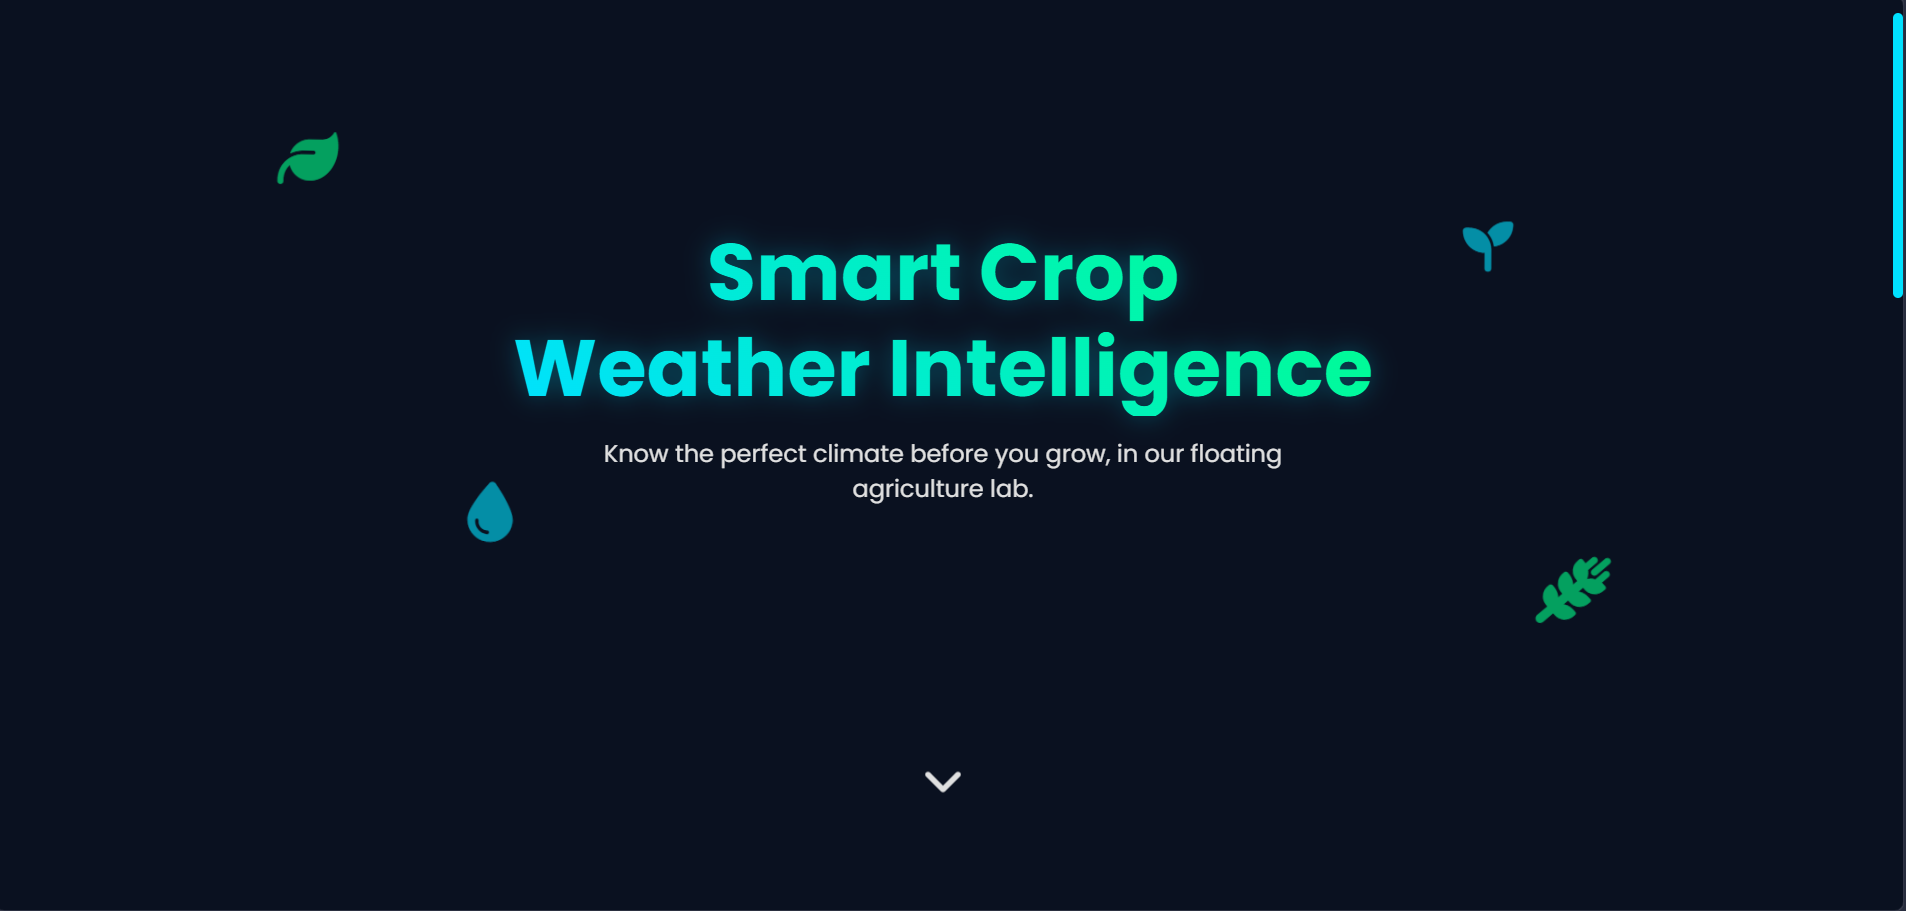 Smart Crop
Weather Intelligence
Know the perfect climate before you grow, in our floating
agriculture lab.